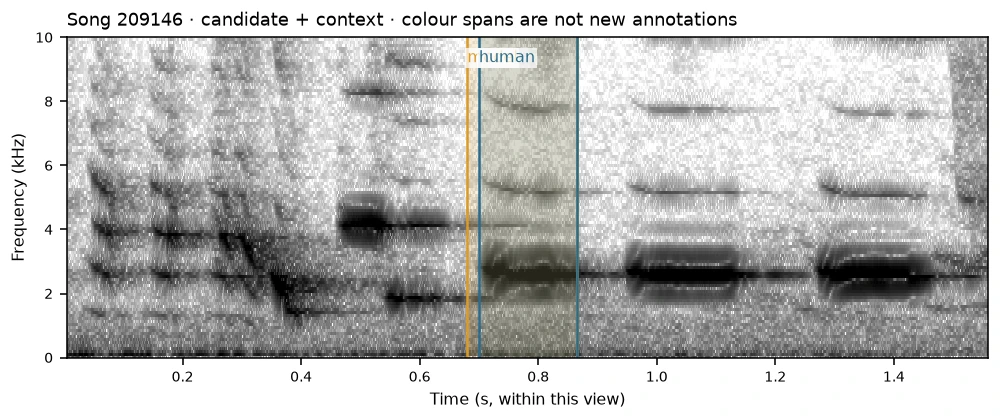 Song 209146 · candidate + context · colour spans are not new annotations
human
Frequency (kHz)
10
8
6
4
2
0
0.2 0.4 0.6 0.8 1.0 1.2 1.4
Time (s, within this view)